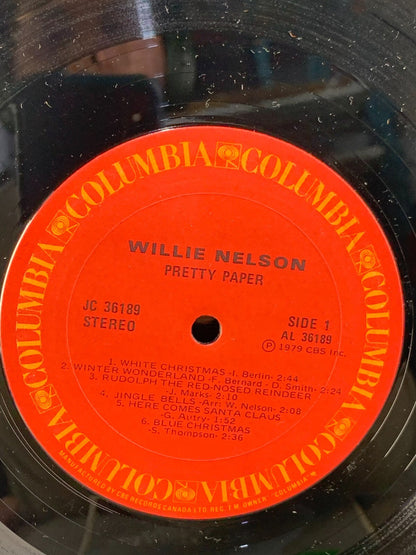 COLUMBIA COLUMBIA COLUMBIA COLUMBIA COLUMBIA COLUMBIA
WILLIE NELSON
PRETTY PAPER
JC 36189
STEREO
SIDE 1
AL 36189
Ⓟ 1979 CBS Inc.
1. WHITE CHRISTMAS -I. Berlin- 2:44
2. WINTER WONDERLAND -F. Bernard - D. Smith- 2:24
3. RUDOLPH THE RED-NOSED REINDEER
-J. Marks- 2:10
4. JINGLE BELLS -Arr: W. Nelson- 2:08
5. HERE COMES SANTA CLAUS
-G. Autry- 1:52
6. BLUE CHRISTMAS
-S. Thompson- 2:36
MANUFACTURED BY CBS RECORDS CANADA LTD. REG. T.M. OWNER "COLUMBIA"